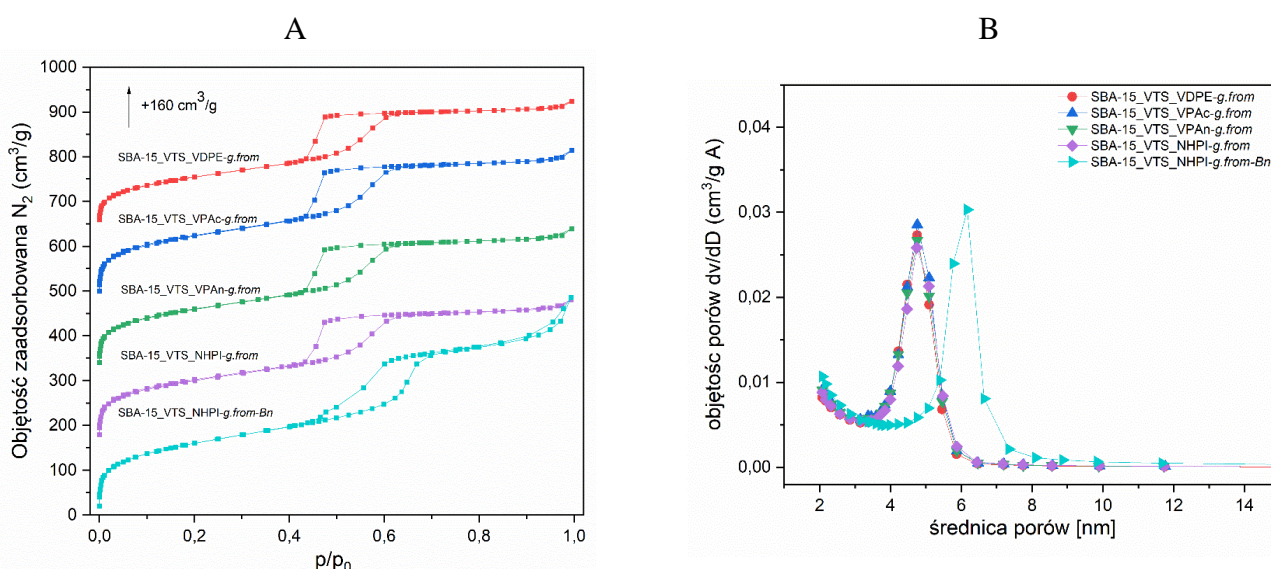 A
Objętość zaadsorbowana N2 (cm3/g)
1000
900
800
700
600
500
400
300
200
100
0
+160 cm3/g
SBA-15_VTS_VDPE-g.from
SBA-15_VTS_VPAc-g.from
SBA-15_VTS_VPAn-g.from
SBA-15_VTS_NHPI-g.from
SBA-15_VTS_NHPI-g.from-Bn
0,0 0,2 0,4 0,6 0,8 1,0
p/p0
B
objętośc porów dv/dD (cm3/g A)
0,04
0,03
0,02
0,01
0,00
SBA-15_VTS_VDPE-g.from
SBA-15_VTS_VPAc-g.from
SBA-15_VTS_VPAn-g.from
SBA-15_VTS_NHPI-g.from
SBA-15_VTS_NHPI-g.from-Bn
2 4 6 8 10 12 14
średnica porów [nm]